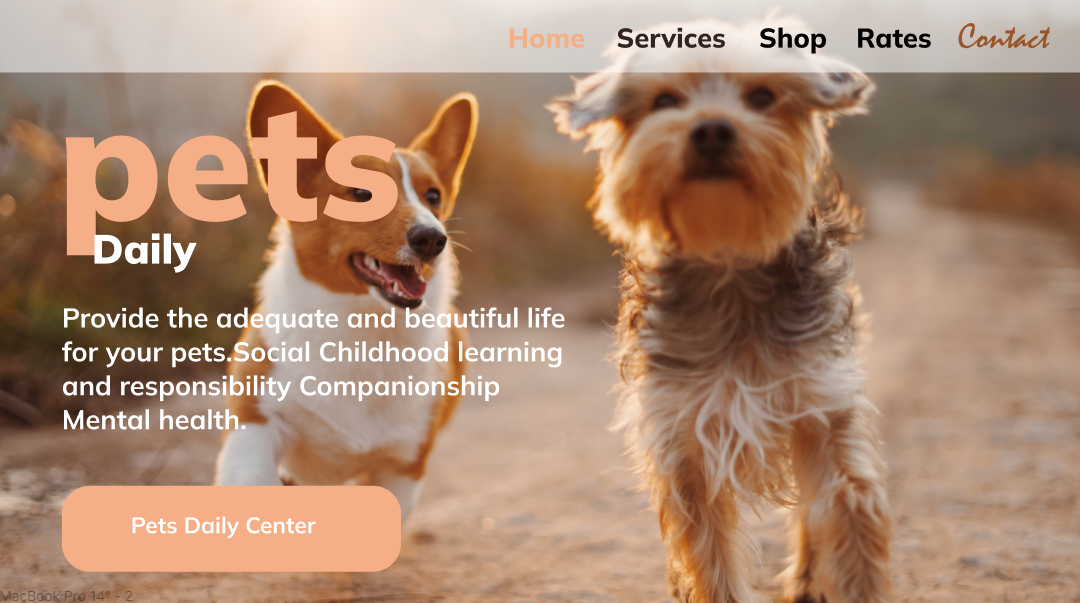 Home Services Shop Rates Contact
pets
Daily
Provide the adequate and beautiful life
for your pets.Social Childhood learning
and responsibility Companionship
Mental health.
Pets Daily Center
MacBook Pro 14" - 2